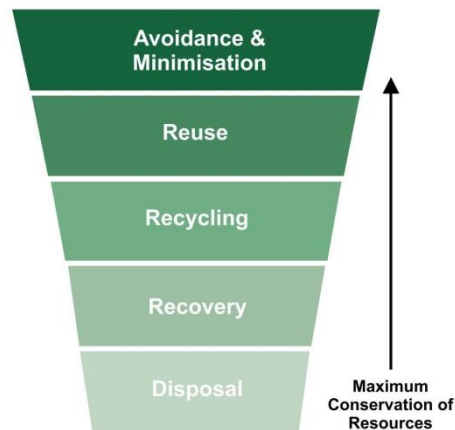 Avoidance &
Minimisation
Reuse
Recycling
Recovery
Disposal
Maximum
Conservation of
Resources